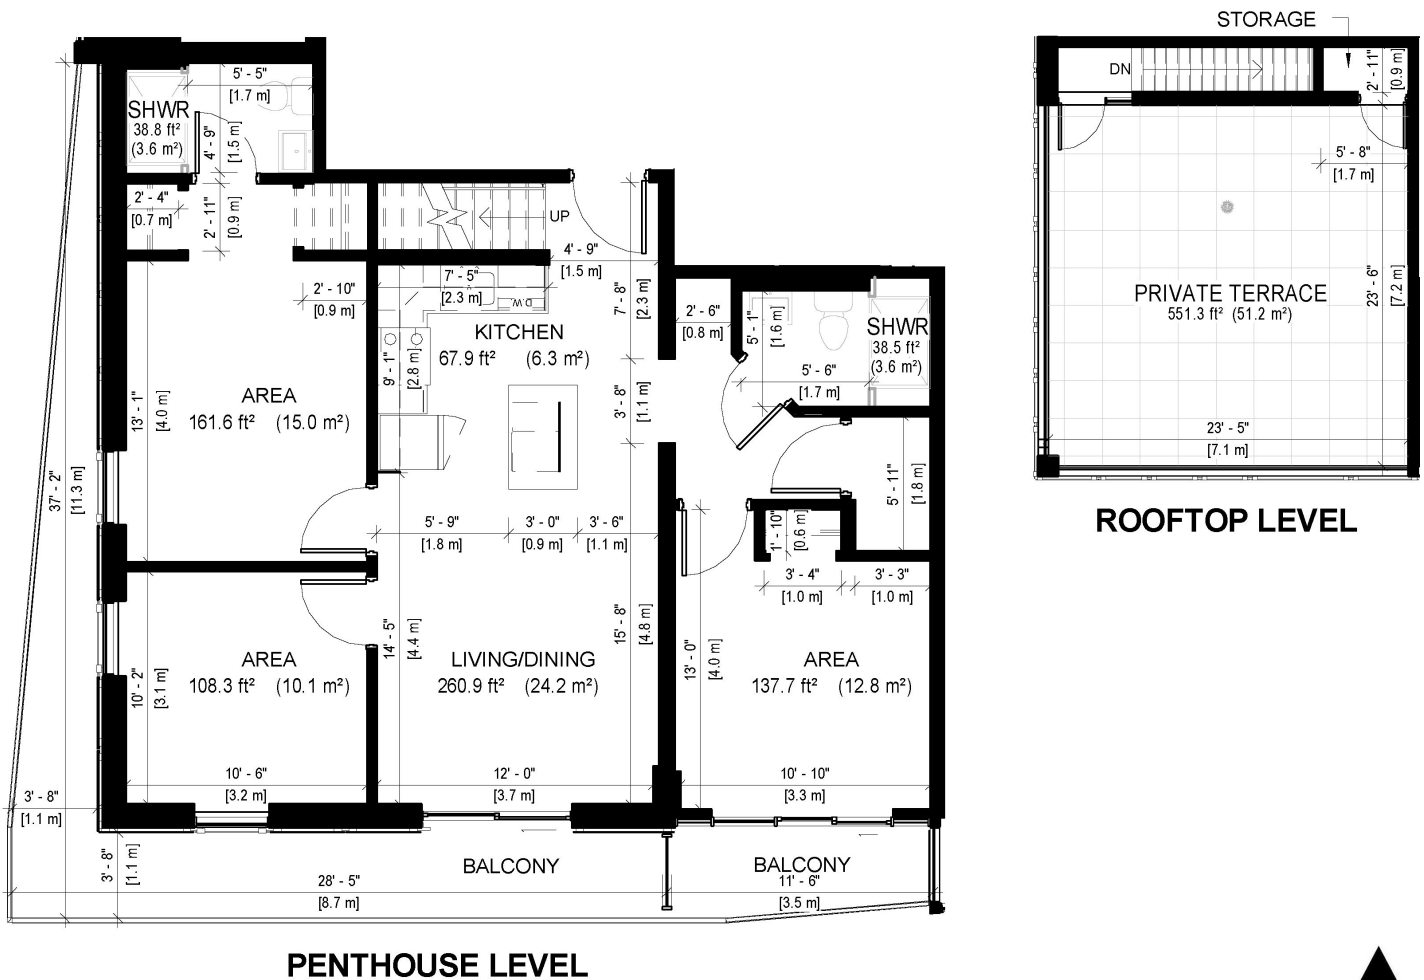 STORAGE
5' - 5"
[1.7 m]
SHWR
38.8 ft²
(3.6 m²)
4' - 9"
[1.5 m]
2' - 4"
[0.7 m]
2' - 11"
[0.9 m]
UP
4' - 9"
[1.5 m]
7' - 5"
[2.3 m]
D.W
2' - 10"
[0.9 m]
KITCHEN
67.9 ft² (6.3 m²)
7' - 8"
[2.3 m]
9' - 1"
[2.8 m]
3' - 8"
[1.1 m]
2' - 6"
[0.8 m]
5' - 1"
[1.6 m]
SHWR
38.5 ft²
(3.6 m²)
5' - 6"
[1.7 m]
AREA
161.6 ft² (15.0 m²)
13' - 1"
[4.0 m]
37' - 2"
[11.3 m]
5' - 11"
[1.8 m]
5' - 9"
[1.8 m]
3' - 0"
[0.9 m]
3' - 6"
[1.1 m]
1' - 10"
[0.6 m]
3' - 4"
[1.0 m]
3' - 3"
[1.0 m]
AREA
108.3 ft² (10.1 m²)
10' - 2"
[3.1 m]
14' - 5"
[4.4 m]
LIVING/DINING
260.9 ft² (24.2 m²)
15' - 8"
[4.8 m]
13' - 0"
[4.0 m]
AREA
137.7 ft² (12.8 m²)
10' - 6"
[3.2 m]
12' - 0"
[3.7 m]
10' - 10"
[3.3 m]
3' - 8"
[1.1 m]
3' - 8"
[1.1 m]
BALCONY
BALCONY
28' - 5"
[8.7 m]
11' - 6"
[3.5 m]
PENTHOUSE LEVEL
DN
2' - 11"
[0.9 m]
5' - 8"
[1.7 m]
PRIVATE TERRACE
551.3 ft² (51.2 m²)
23' - 6"
[7.2 m]
23' - 5"
[7.1 m]
ROOFTOP LEVEL